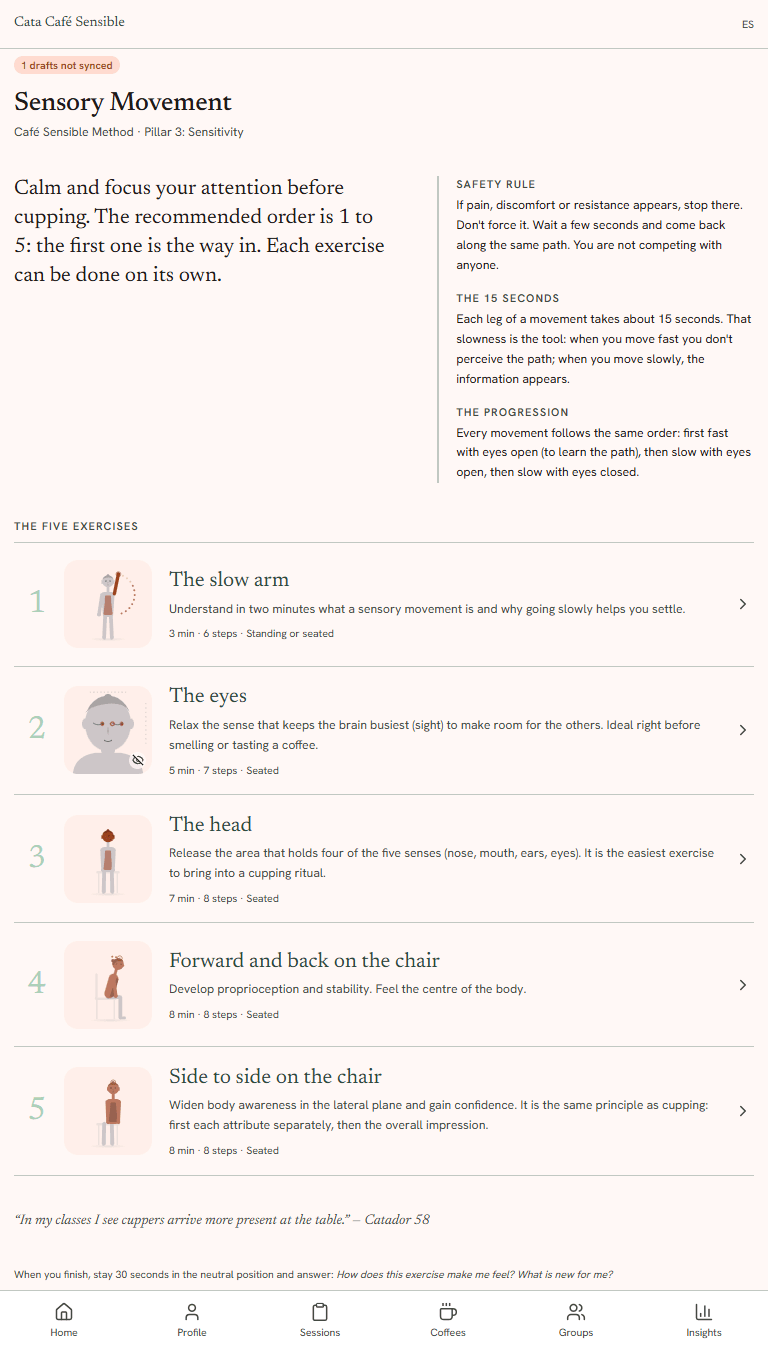 Cata Café Sensible
ES
1 drafts not synced
Sensory Movement
Café Sensible Method · Pillar 3: Sensitivity
Calm and focus your attention before
cupping. The recommended order is 1 to
5: the first one is the way in. Each exercise
can be done on its own.
SAFETY RULE
If pain, discomfort or resistance appears, stop there.
Don't force it. Wait a few seconds and come back
along the same path. You are not competing with
anyone.
THE 15 SECONDS
Each leg of a movement takes about 15 seconds. That
slowness is the tool: when you move fast you don't
perceive the path; when you move slowly, the
information appears.
THE PROGRESSION
Every movement follows the same order: first fast
with eyes open (to learn the path), then slow with eyes
open, then slow with eyes closed.
THE FIVE EXERCISES
1
The slow arm
Understand in two minutes what a sensory movement is and why going slowly helps you settle.
3 min · 6 steps · Standing or seated
2
The eyes
Relax the sense that keeps the brain busiest (sight) to make room for the others. Ideal right before
smelling or tasting a coffee.
5 min · 7 steps · Seated
3
The head
Release the area that holds four of the five senses (nose, mouth, ears, eyes). It is the easiest exercise
to bring into a cupping ritual.
7 min · 8 steps · Seated
4
Forward and back on the chair
Develop proprioception and stability. Feel the centre of the body.
8 min · 8 steps · Seated
5
Side to side on the chair
Widen body awareness in the lateral plane and gain confidence. It is the same principle as cupping:
first each attribute separately, then the overall impression.
8 min · 8 steps · Seated
“In my classes I see cuppers arrive more present at the table.” — Catador 58
When you finish, stay 30 seconds in the neutral position and answer: How does this exercise make me feel? What is new for me?
Home
Profile
Sessions
Coffees
Groups
Insights